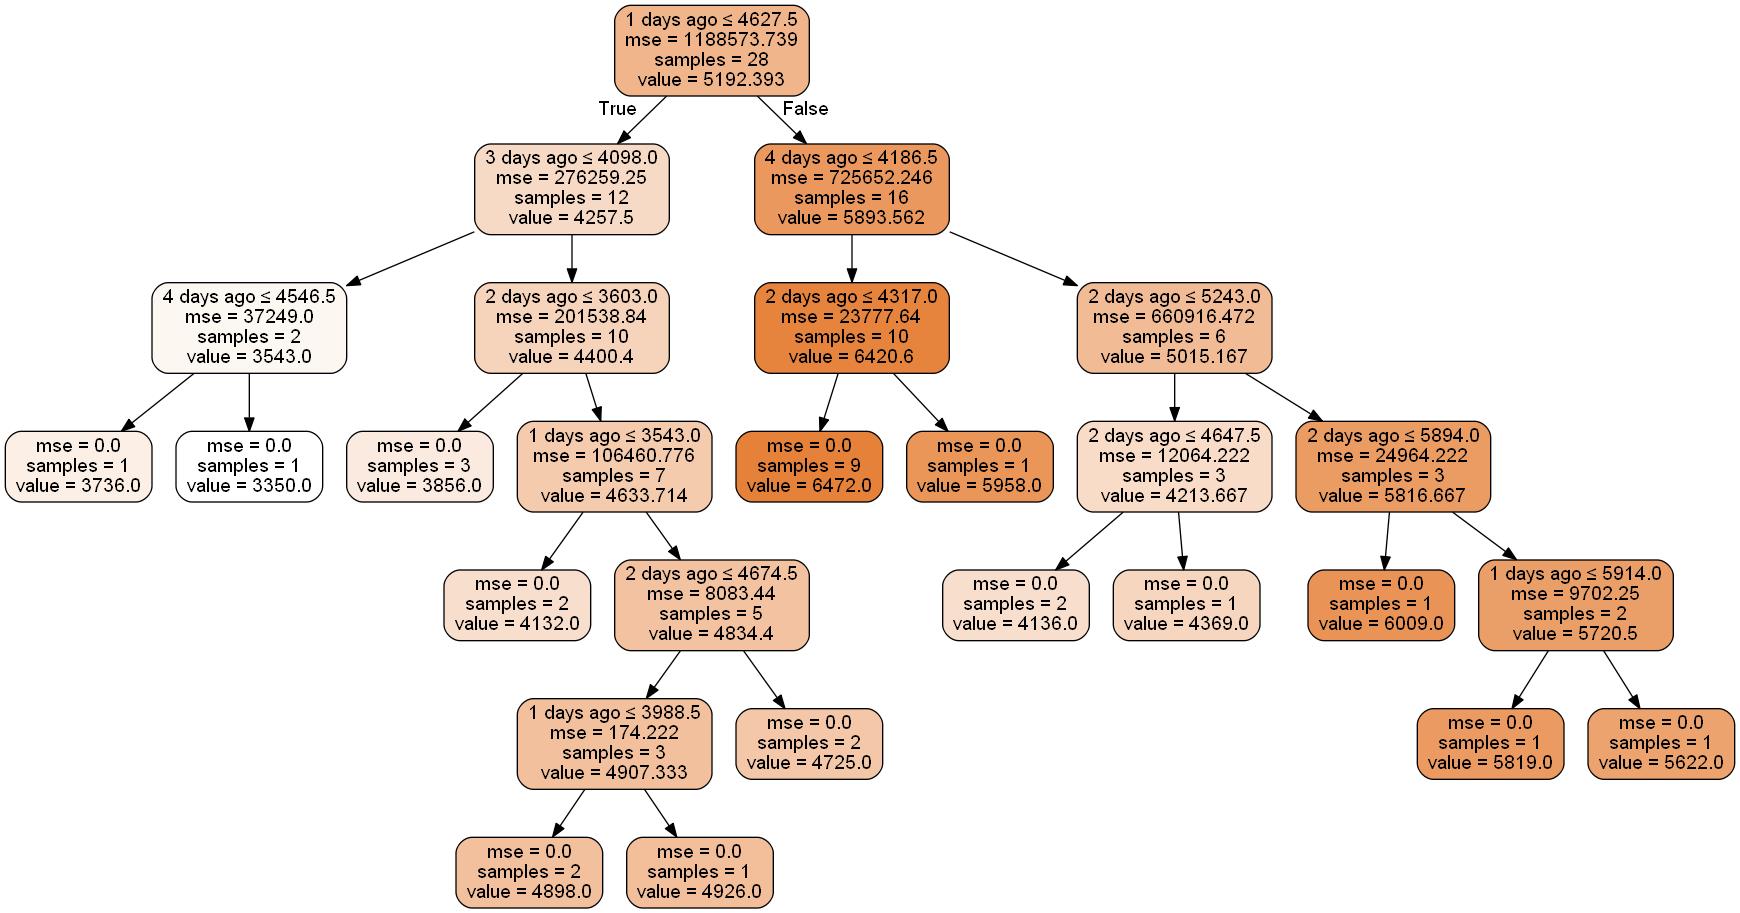 1 days ago ≤ 4627.5
mse = 1188573.739
samples = 28
value = 5192.393
True
False
3 days ago ≤ 4098.0
mse = 276259.25
samples = 12
value = 4257.5
4 days ago ≤ 4186.5
mse = 725652.246
samples = 16
value = 5893.562
4 days ago ≤ 4546.5
mse = 37249.0
samples = 2
value = 3543.0
2 days ago ≤ 3603.0
mse = 201538.84
samples = 10
value = 4400.4
2 days ago ≤ 4317.0
mse = 23777.64
samples = 10
value = 6420.6
2 days ago ≤ 5243.0
mse = 660916.472
samples = 6
value = 5015.167
mse = 0.0
samples = 1
value = 3736.0
mse = 0.0
samples = 1
value = 3350.0
mse = 0.0
samples = 3
value = 3856.0
1 days ago ≤ 3543.0
mse = 106460.776
samples = 7
value = 4633.714
mse = 0.0
samples = 9
value = 6472.0
mse = 0.0
samples = 1
value = 5958.0
2 days ago ≤ 4647.5
mse = 12064.222
samples = 3
value = 4213.667
2 days ago ≤ 5894.0
mse = 24964.222
samples = 3
value = 5816.667
mse = 0.0
samples = 2
value = 4132.0
2 days ago ≤ 4674.5
mse = 8083.44
samples = 5
value = 4834.4
mse = 0.0
samples = 2
value = 4136.0
mse = 0.0
samples = 1
value = 4369.0
mse = 0.0
samples = 1
value = 6009.0
1 days ago ≤ 5914.0
mse = 9702.25
samples = 2
value = 5720.5
1 days ago ≤ 3988.5
mse = 174.222
samples = 3
value = 4907.333
mse = 0.0
samples = 2
value = 4725.0
mse = 0.0
samples = 1
value = 5819.0
mse = 0.0
samples = 1
value = 5622.0
mse = 0.0
samples = 2
value = 4898.0
mse = 0.0
samples = 1
value = 4926.0